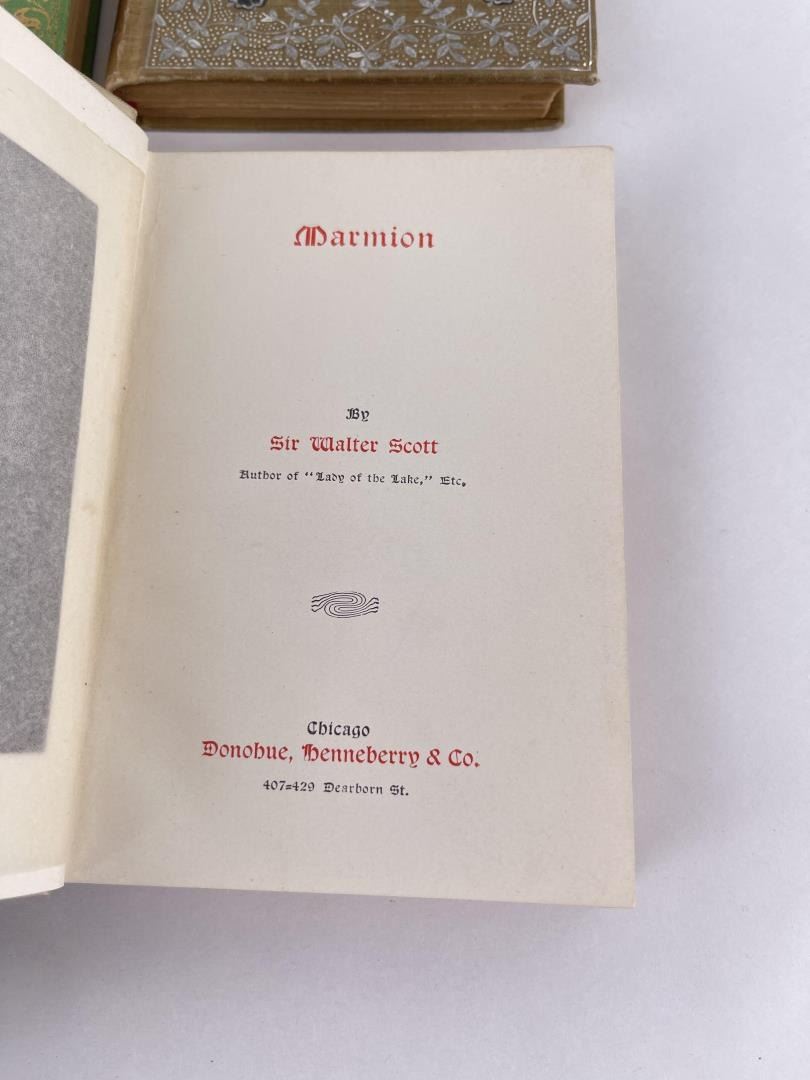 Marmion
By
Sir Walter Scott
Author of "Lady of the Lake," Etc.
Chicago
Donohue, Henneberry & Co.
407=429 Dearborn St.